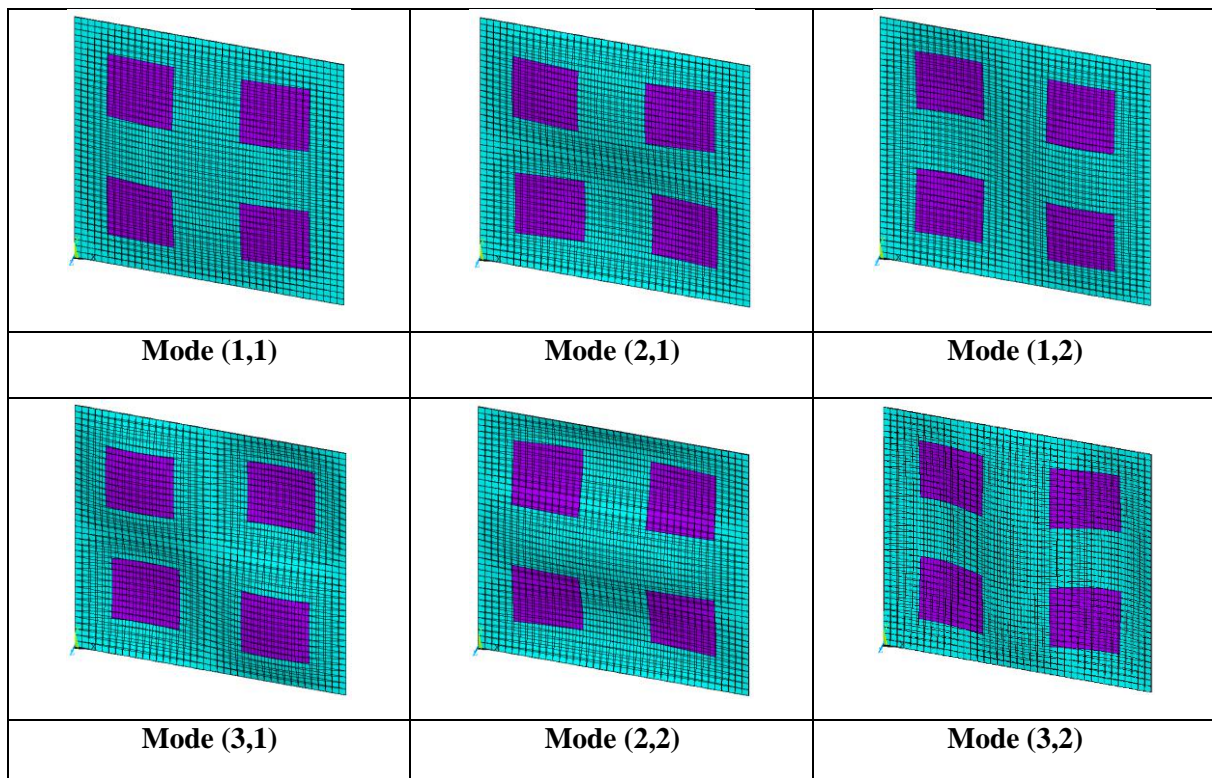 Mode (1,1)
Mode (2,1)
Mode (1,2)
Mode (3,1)
Mode (2,2)
Mode (3,2)